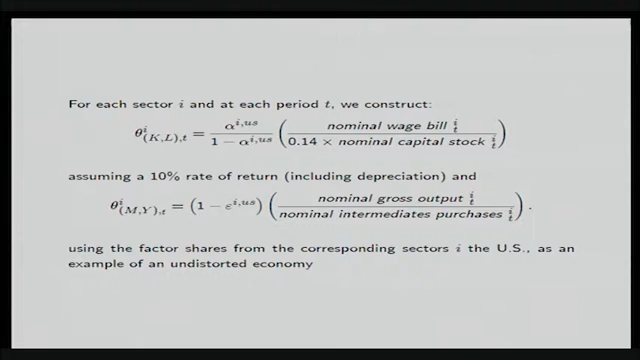 For each sector i and at each period t, we construct:
θ^i_{(K,L),t} = α^{i,us} / (1 − α^{i,us}) ( nominal wage bill^i_t / 0.14 × nominal capital stock^i_t )
assuming a 10% rate of return (including depreciation) and
θ^i_{(M,Y),t} = (1 − ε^{i,us}) ( nominal gross output^i_t / nominal intermediates purchases^i_t ) .
using the factor shares from the corresponding sectors i the U.S., as an
example of an undistorted economy